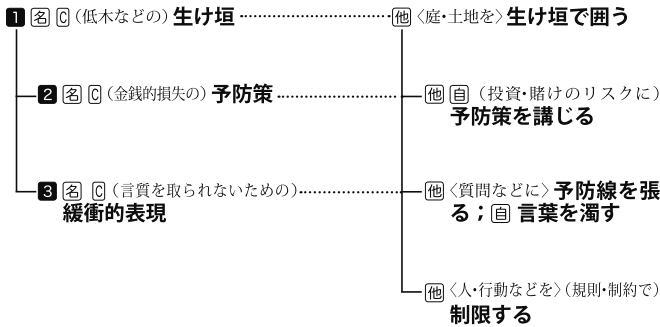 1 名 C (低木などの) 生け垣 他 〈庭・土地を〉 生け垣で囲う
2 名 C (金銭的損失の) 予防策 他 自 (投資・賭けのリスクに)
予防策を講じる
3 名 C (言質を取られないための) 他 〈質問などに〉 予防線を張
緩衝的表現 る；自 言葉を濁す
他 〈人・行動などを〉(規則・制約で)
制限する